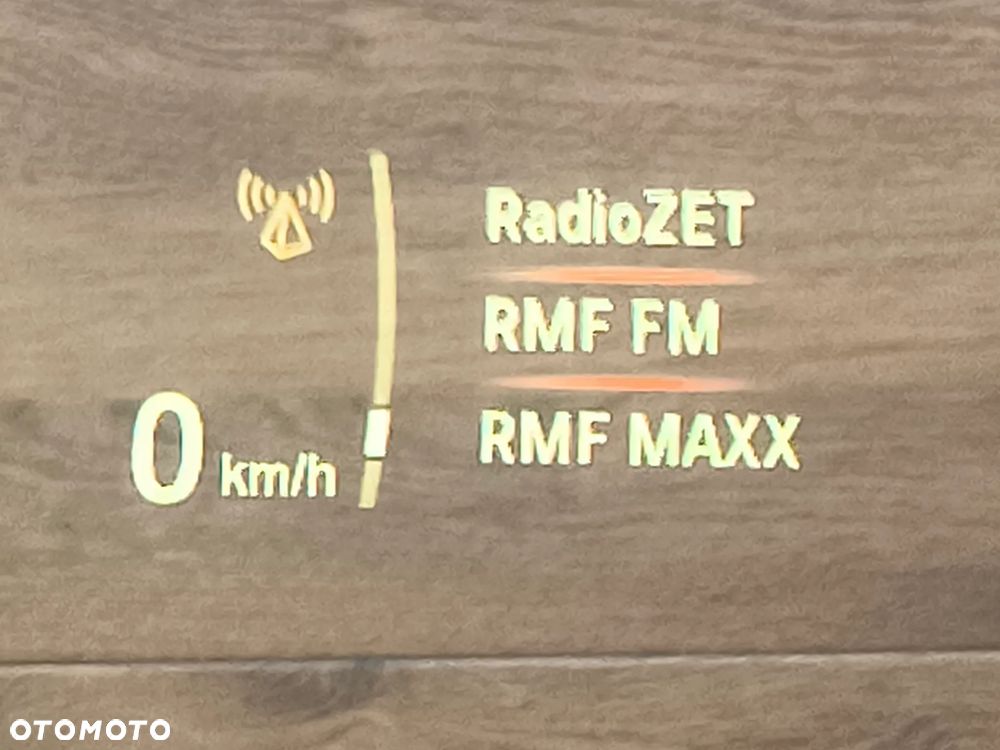 RadioZET
RMF FM
RMF MAXX
0 km/h
OTOMOTO